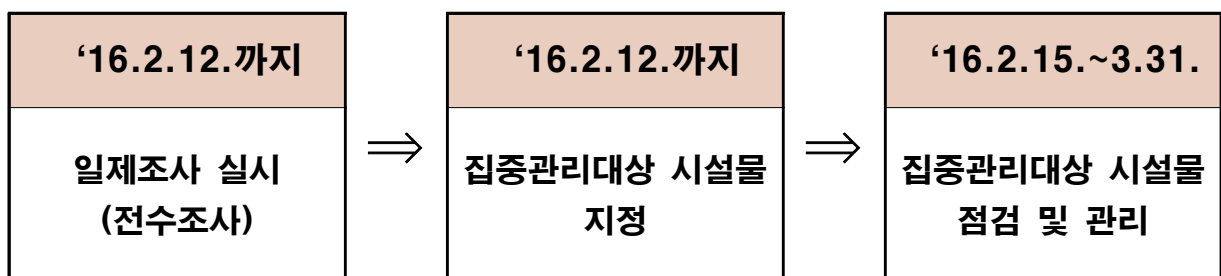 ‘16.2.12.까지
일제조사 실시
(전수조사)
⇒
‘16.2.12.까지
집중관리대상 시설물
지정
⇒
‘16.2.15.~3.31.
집중관리대상 시설물
점검 및 관리